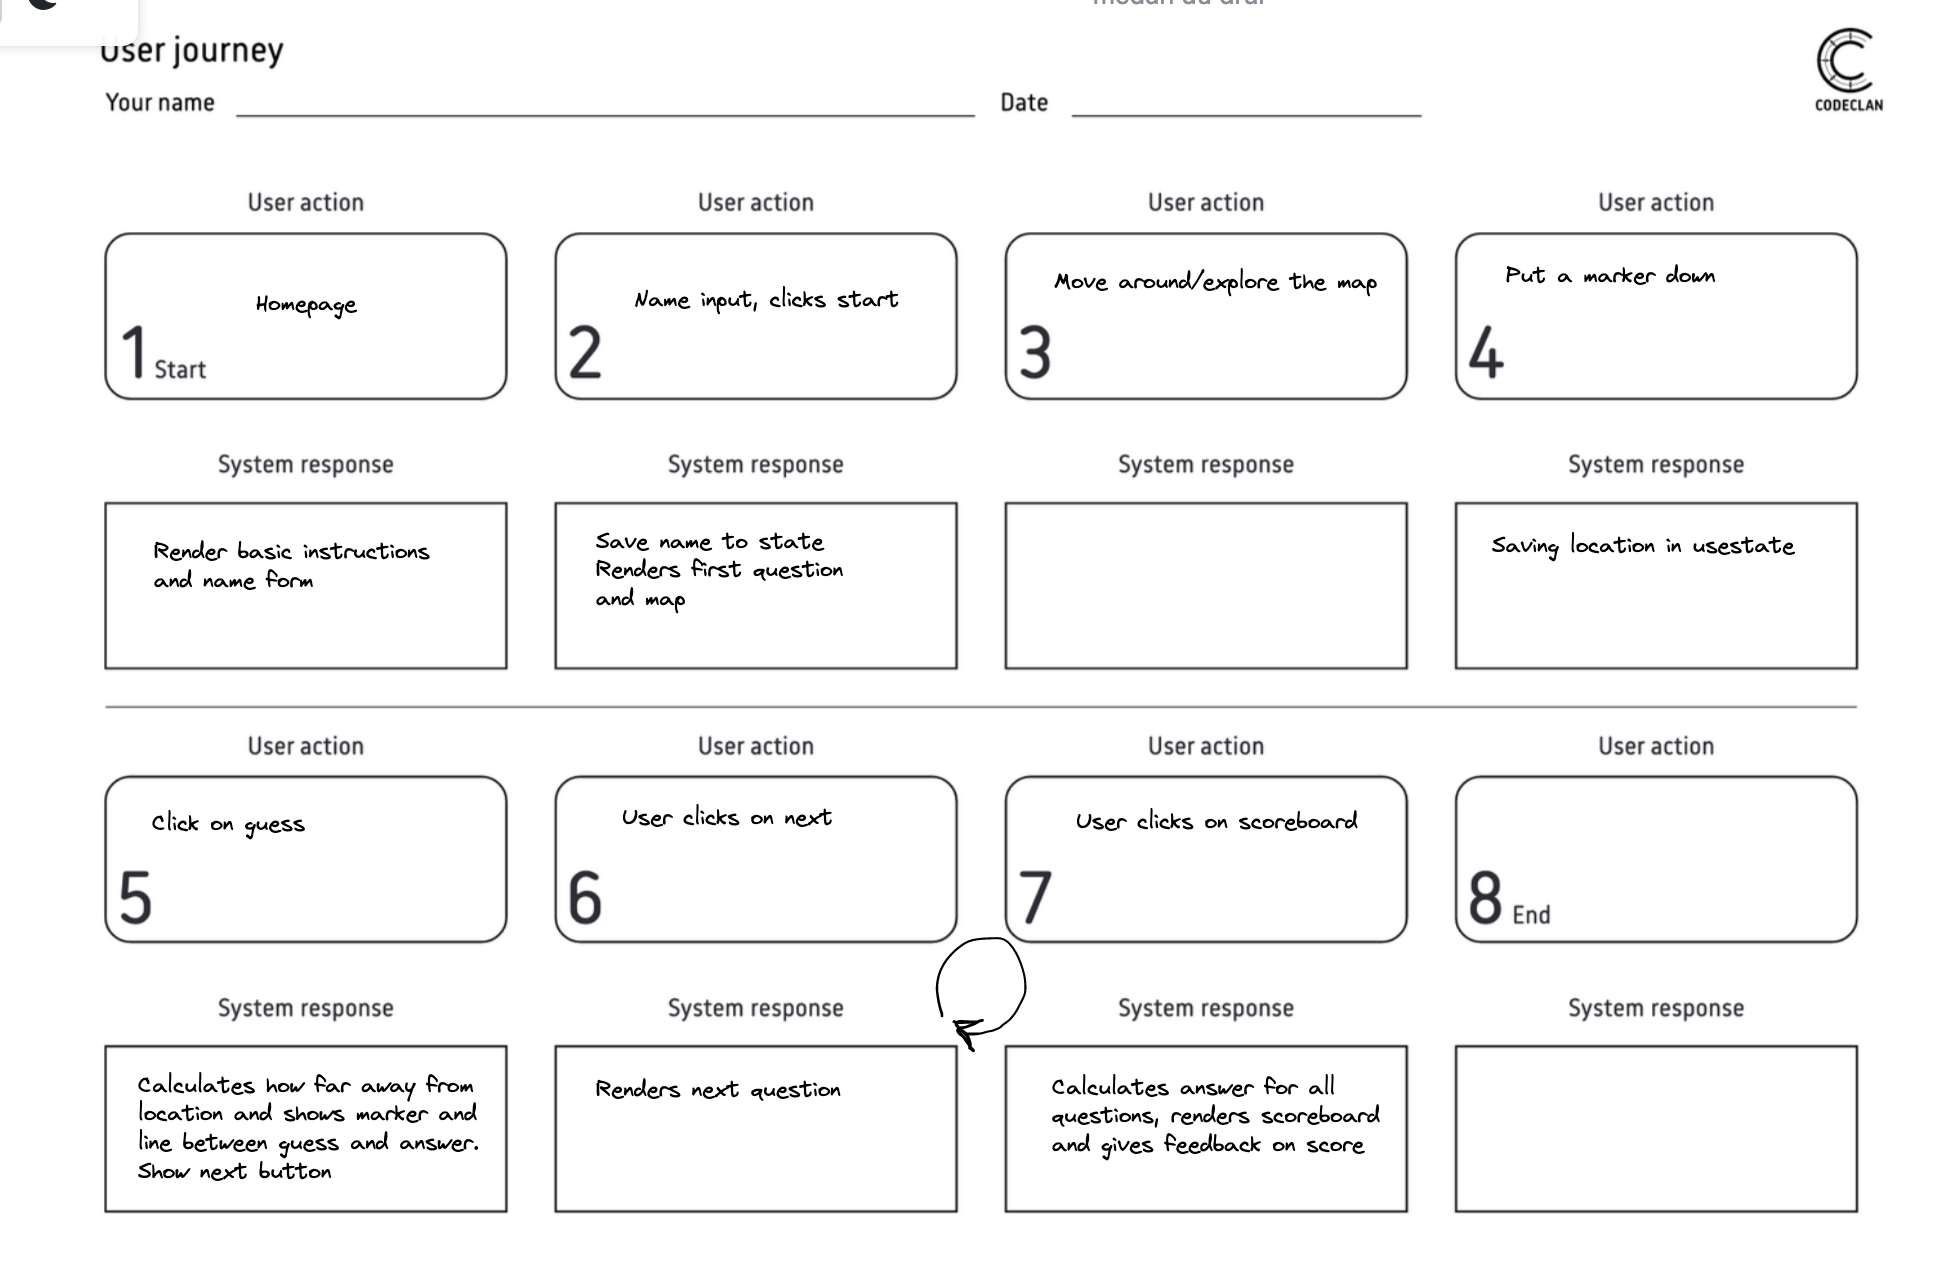 User journey
Your name
Date
CODECLAN
User action
User action
User action
User action
Homepage
1 Start
Name input, clicks start
2
Move around/explore the map
3
Put a marker down
4
System response
System response
System response
System response
Render basic instructions
and name form
Save name to state
Renders first question
and map
Saving location in usestate
User action
User action
User action
User action
Click on guess
5
User clicks on next
6
User clicks on scoreboard
7
8 End
System response
System response
System response
System response
Calculates how far away from
location and shows marker and
line between guess and answer.
Show next button
Renders next question
Calculates answer for all
questions, renders scoreboard
and gives feedback on score